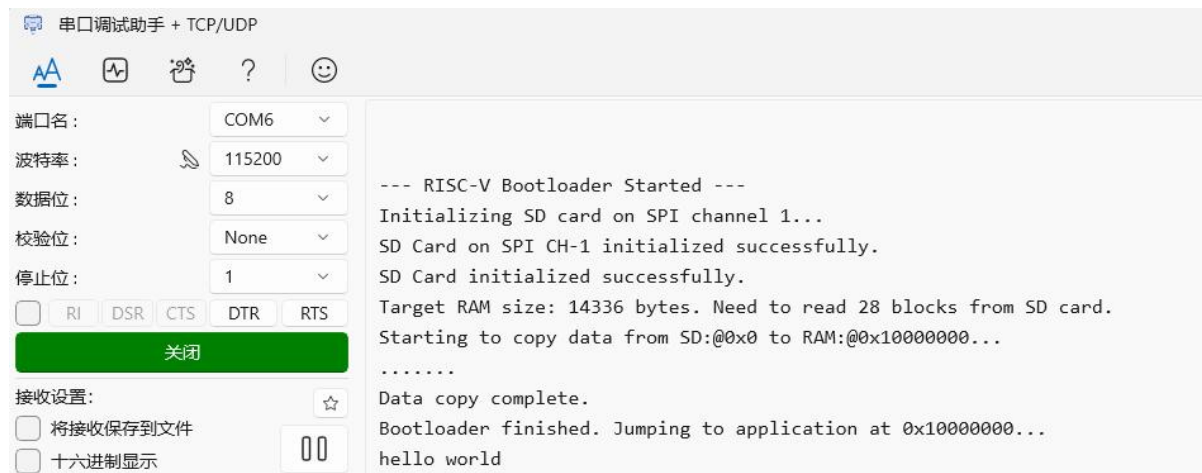 串口调试助手 + TCP/UDP
AA
?
端口名: COM6
波特率: 115200
数据位: 8
校验位: None
停止位: 1
RI DSR CTS DTR RTS
关闭
接收设置:
将接收保存到文件
十六进制显示
--- RISC-V Bootloader Started ---
Initializing SD card on SPI channel 1...
SD Card on SPI CH-1 initialized successfully.
SD Card initialized successfully.
Target RAM size: 14336 bytes. Need to read 28 blocks from SD card.
Starting to copy data from SD:@0x0 to RAM:@0x10000000...
.......
Data copy complete.
Bootloader finished. Jumping to application at 0x10000000...
hello world